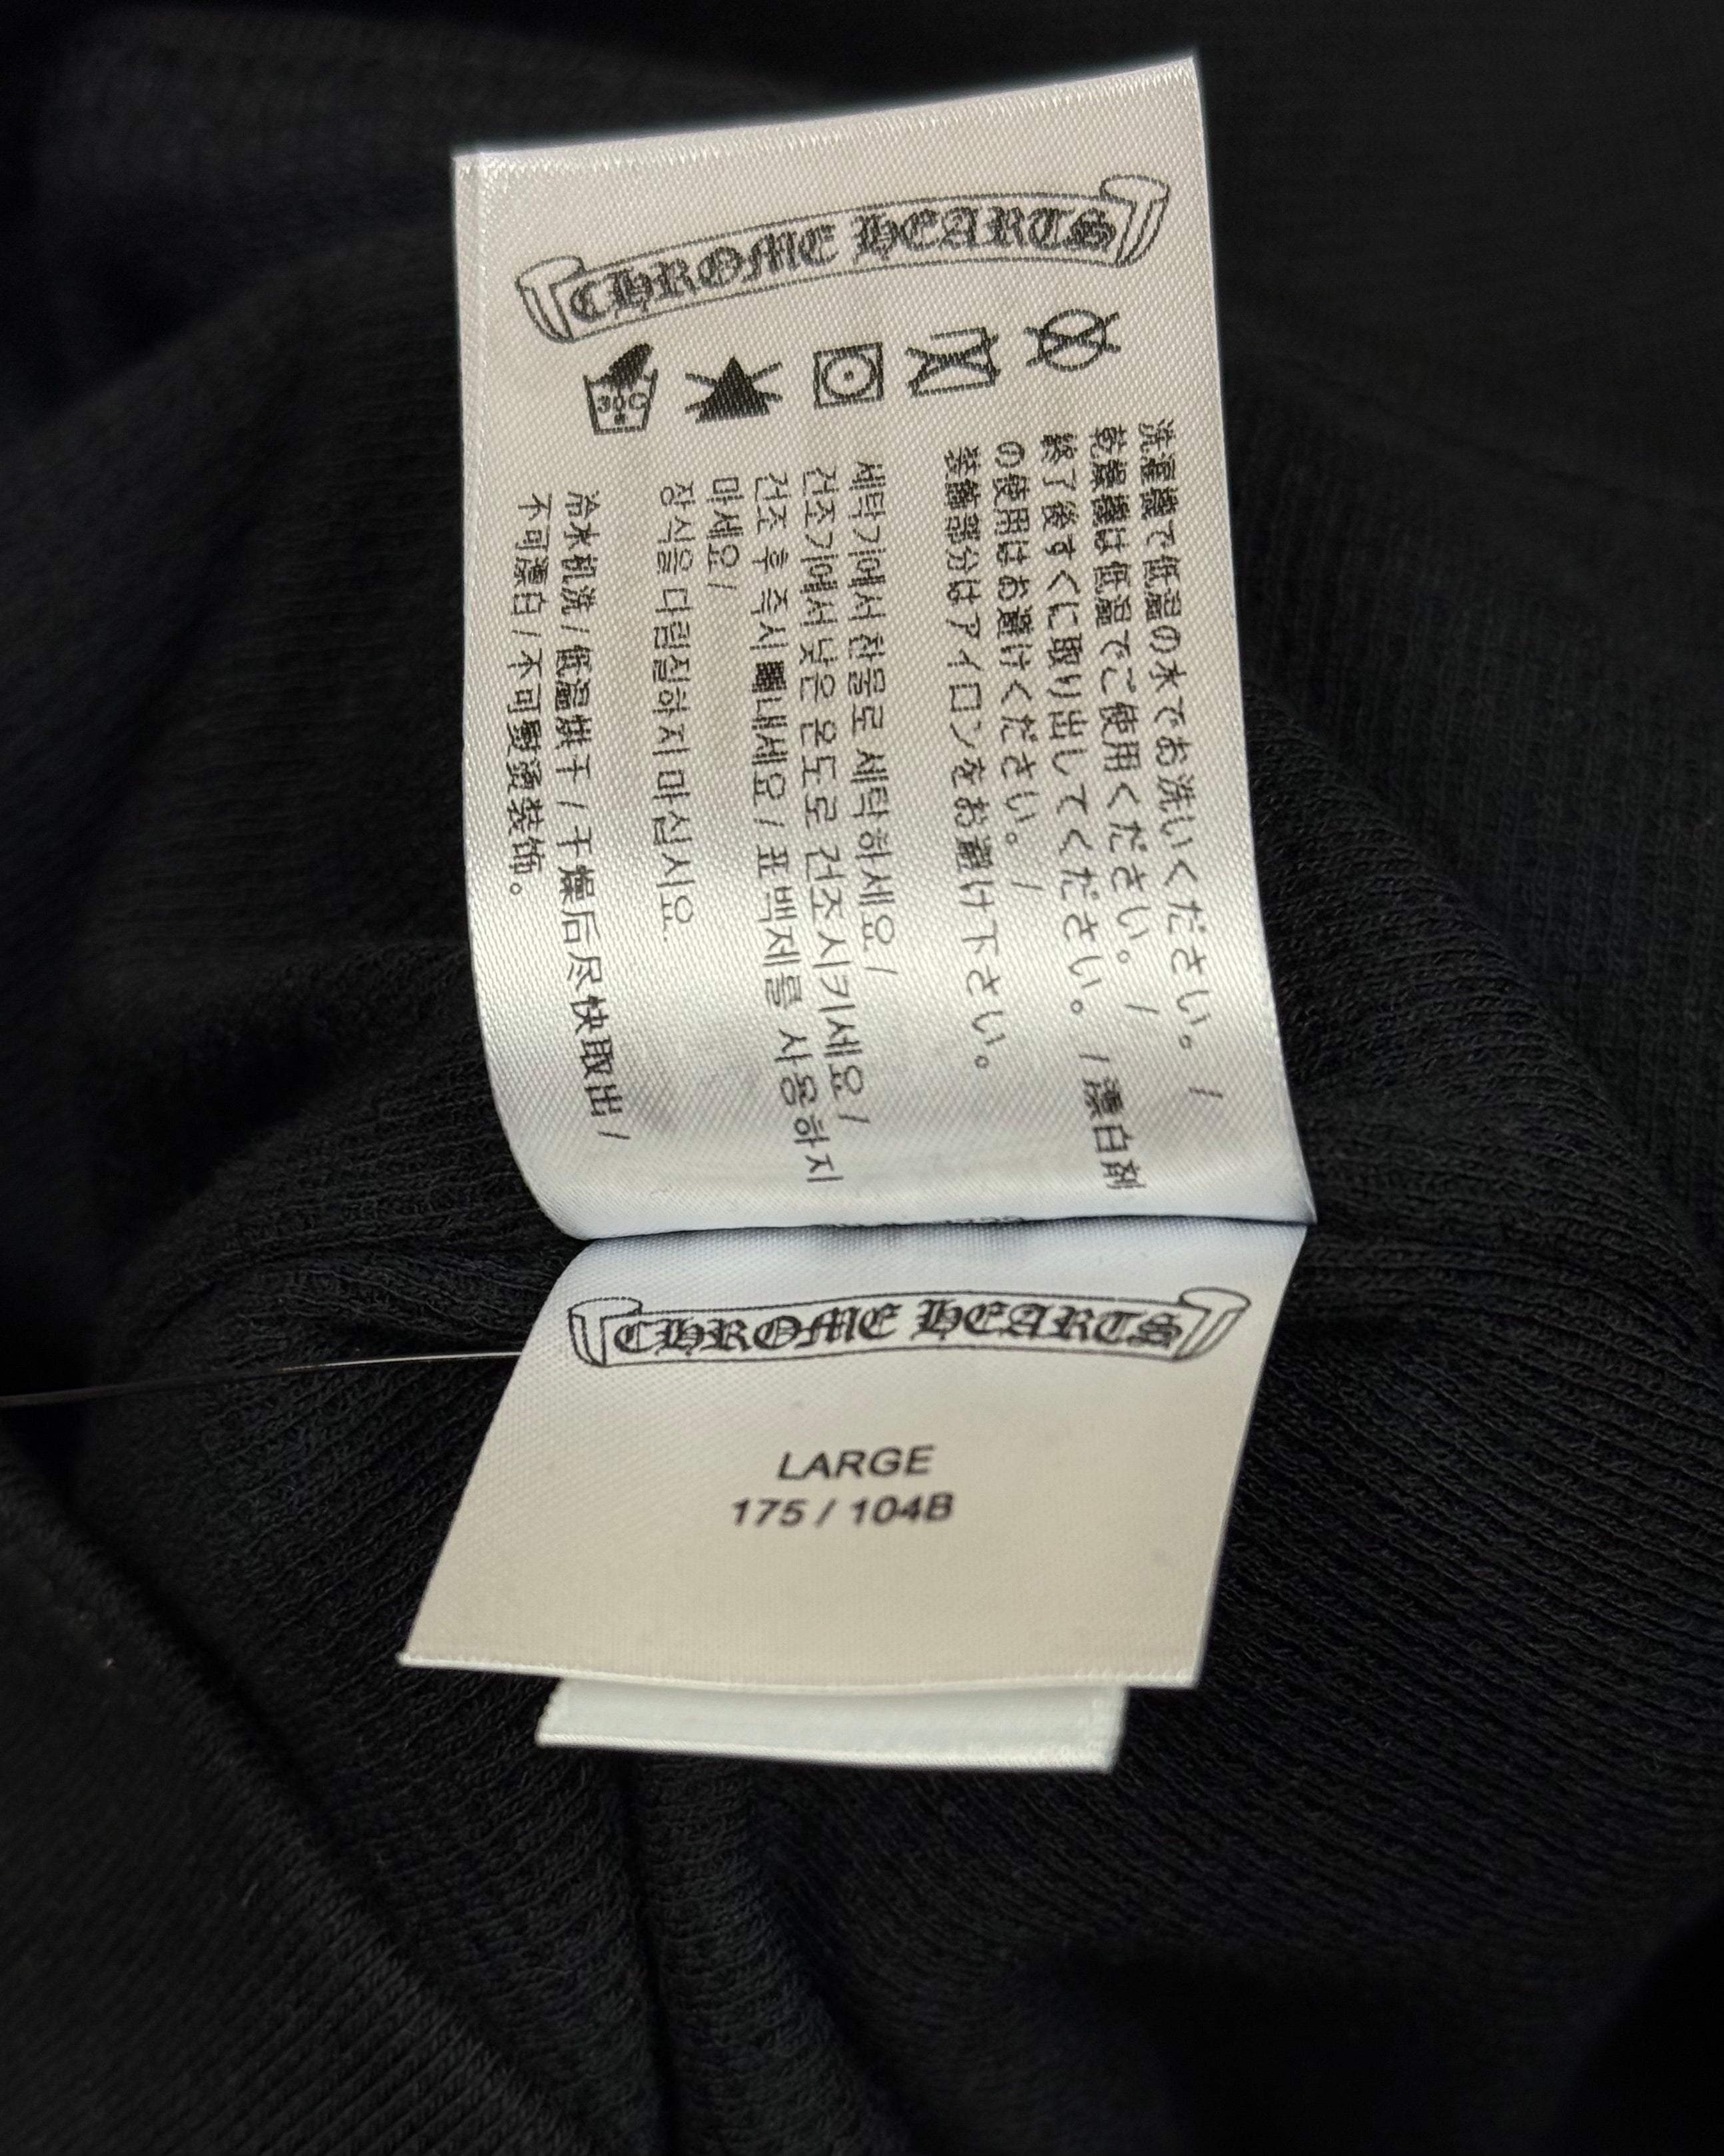 CHROME HEARTS
30C
洗濯機で低温の水でお洗いください。 /
乾燥機は低温でご使用ください。 /
終了後すぐに取り出してください。 / 漂白剤
の使用はお避けください。 /
装飾部分はアイロンをお避け下さい。
세탁기에서 찬물로 세탁하세요 /
건조기에서 낮은 온도로 건조시키세요 /
건조 후 즉시 빼내세요 / 표백제를 사용하지
마세요 /
장식을 다림질하지 마십시요.
冷水机洗 / 低温烘干 / 干燥后尽快取出 /
不可漂白 / 不可熨烫装饰。
CHROME HEARTS
LARGE
175 / 104B